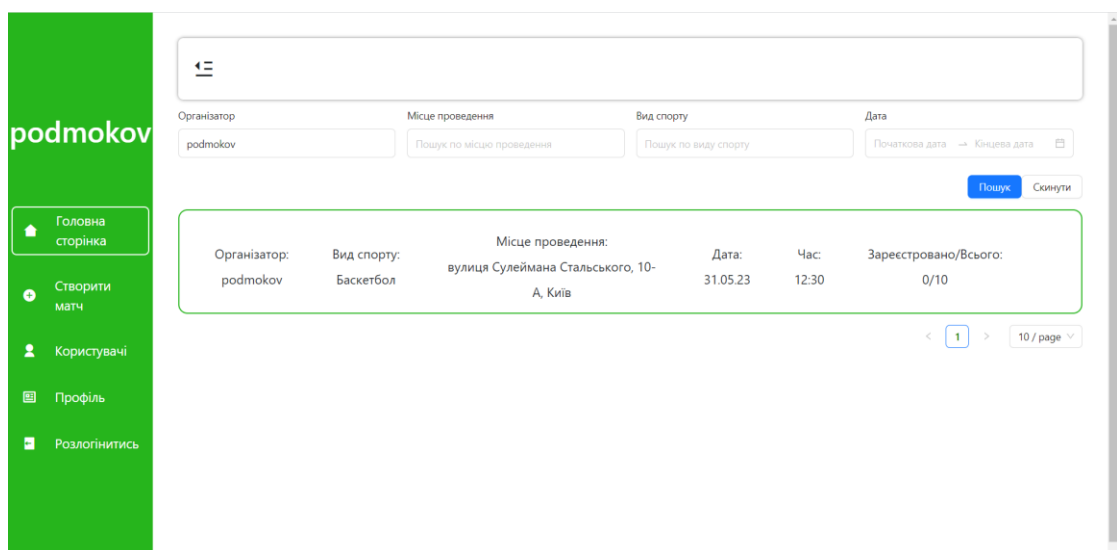 podmokov
Головна
сторінка
Створити
матч
Користувачі
Профіль
Розлогінитись
Організатор
podmokov
Місце проведення
Пошук по місцю проведення
Вид спорту
Пошук по виду спорту
Дата
Початкова дата → Кінцева дата
Пошук
Скинути
Організатор:
podmokov
Вид спорту:
Баскетбол
Місце проведення:
вулиця Сулеймана Стальського, 10-
А, Київ
Дата:
31.05.23
Час:
12:30
Зареєстровано/Всього:
0/10
< 1 >
10 / page